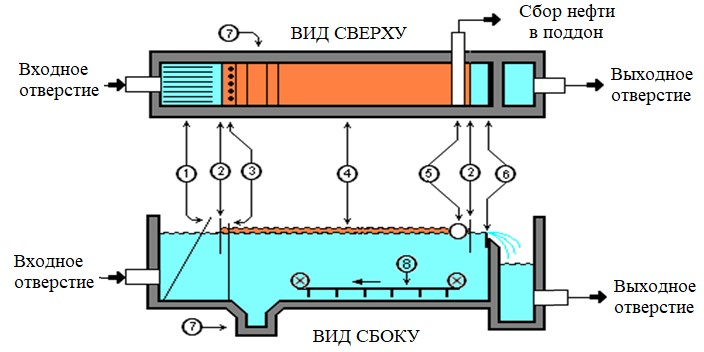 Сбор нефти
в поддон
7
ВИД СВЕРХУ
Входное
отверстие
Выходное
отверстие
1
2
3
4
5
2
6
Входное
отверстие
8
Выходное
отверстие
7
ВИД СБОКУ